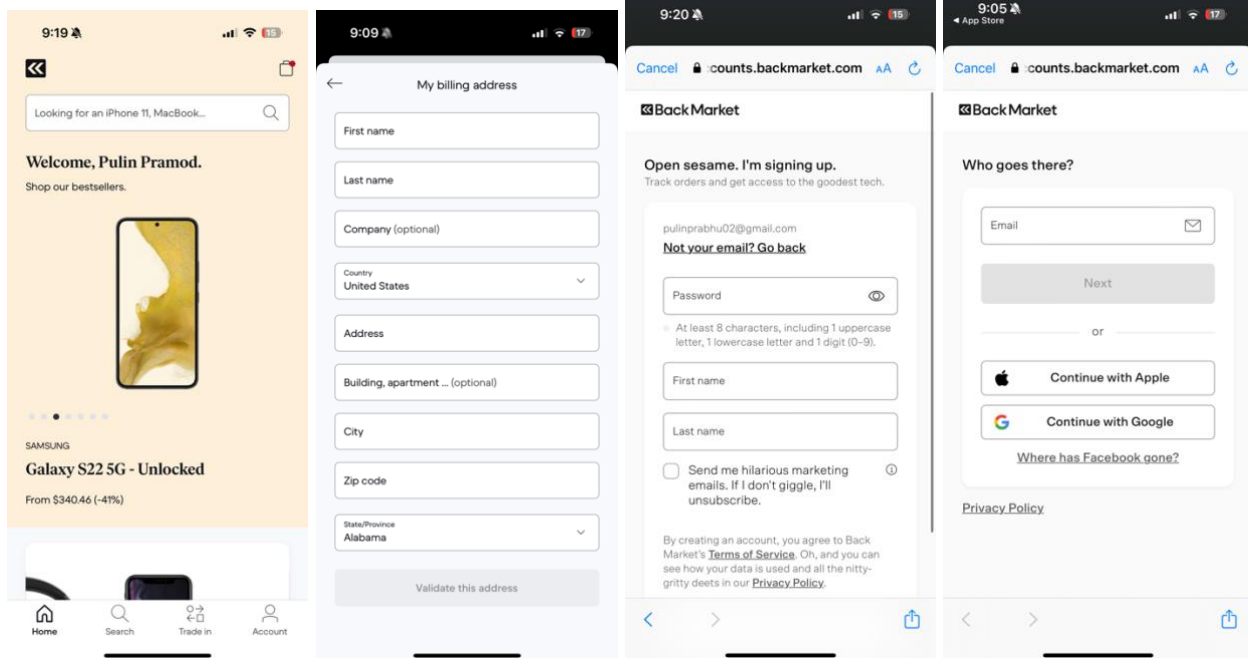 9:19
15
Looking for an iPhone 11, MacBook...
Welcome, Pulin Pramod.
Shop our bestsellers.
SAMSUNG
Galaxy S22 5G - Unlocked
From $340.46 (-41%)
Home
Search
Trade in
Account
9:09
17
My billing address
First name
Last name
Company (optional)
Country
United States
Address
Building, apartment ... (optional)
City
Zip code
State/Province
Alabama
Validate this address
9:20
15
Cancel
counts.backmarket.com
AA
Back Market
Open sesame. I'm signing up.
Track orders and get access to the goodest tech.
pulinprabhu02@gmail.com
Not your email? Go back
Password
At least 8 characters, including 1 uppercase
letter, 1 lowercase letter and 1 digit (0-9).
First name
Last name
Send me hilarious marketing
emails. If I don't giggle, I'll
unsubscribe.
By creating an account, you agree to Back
Market's Terms of Service. Oh, and you can
see how your data is used and all the nitty-
gritty deets in our Privacy Policy.
9:05
App Store
17
Cancel
counts.backmarket.com
AA
Back Market
Who goes there?
Email
Next
or
Continue with Apple
Continue with Google
Where has Facebook gone?
Privacy Policy